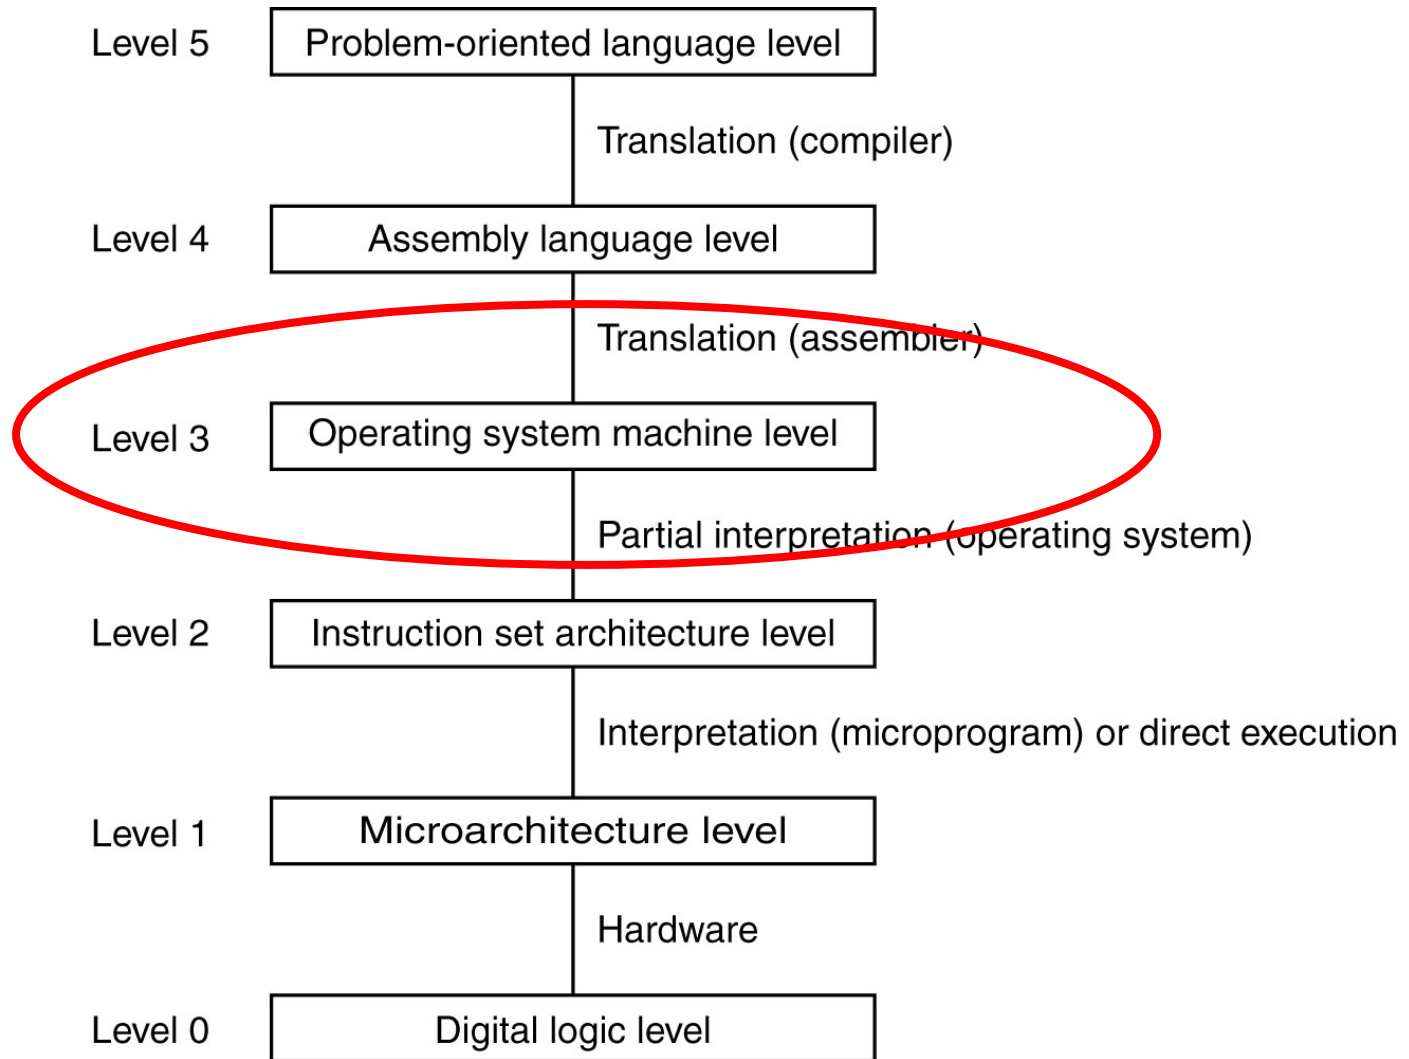 Level 5 Problem-oriented language level
Translation (compiler)
Level 4 Assembly language level
Translation (assembler)
Level 3 Operating system machine level
Partial interpretation (operating system)
Level 2 Instruction set architecture level
Interpretation (microprogram) or direct execution
Level 1 Microarchitecture level
Hardware
Level 0 Digital logic level